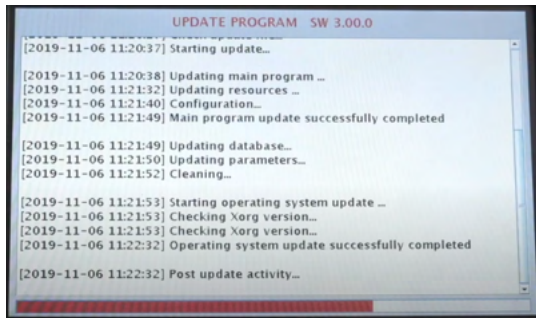 UPDATE PROGRAM SW 3.00.0
[2019-11-06 11:20:37] Starting update...
[2019-11-06 11:20:38] Updating main program ...
[2019-11-06 11:21:32] Updating resources ...
[2019-11-06 11:21:40] Configuration...
[2019-11-06 11:21:49] Main program update successfully completed
[2019-11-06 11:21:49] Updating database...
[2019-11-06 11:21:50] Updating parameters...
[2019-11-06 11:21:52] Cleaning...
[2019-11-06 11:21:53] Starting operating system update ...
[2019-11-06 11:21:53] Checking Xorg version...
[2019-11-06 11:21:53] Checking Xorg version...
[2019-11-06 11:22:32] Operating system update successfully completed
[2019-11-06 11:22:32] Post update activity...